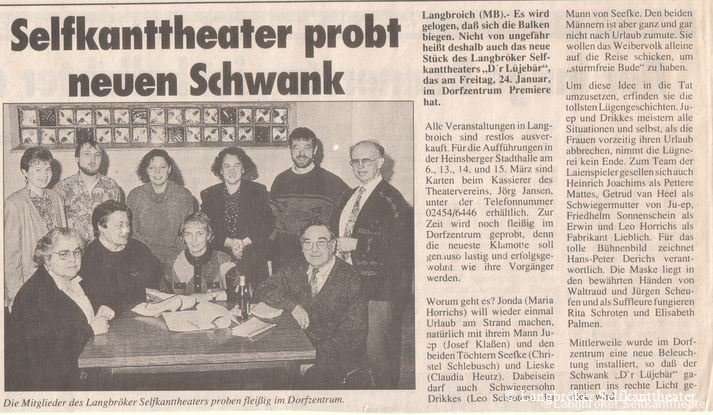 Selfkanttheater probt
neuen Schwank
Die Mitglieder des Langbröker Selfkanttheaters proben fleißig im Dorfzentrum.
Langbroich (MB).- Es wird
gelogen, daß sich die Balken
biegen. Nicht von ungefähr
heißt deshalb auch das neue
Stück des Langbröker Self-
kanttheaters „D´r Lüjebär“,
das am Freitag, 24. Januar,
im Dorfzentrum Premiere
hat.
Alle Veranstaltungen in Lang-
broich sind restlos ausver-
kauft. Für die Aufführungen in
der Heinsberger Stadthalle am
6., 13., 14. und 15. März sind
Karten beim Kassierer des
Theatervereins, Jörg Jansen,
unter der Telefonnummer
02454/6446 erhältlich. Zur
Zeit wird noch fleißig im
Dorfzentrum geprobt, denn
die neueste Klamotte soll
genauso lustig und erfolgsge-
wohnt wie ihre Vorgänger
werden.
Worum geht es? Jonda (Maria
Horrichs) will wieder einmal
Urlaub am Strand machen,
natürlich mit ihrem Mann Ju-
ep (Josef Klaßen) und den
beiden Töchtern Seefke (Chri-
stel Schlebusch) und Lieske
(Claudia Heutz). Dabeisein
darf auch Schwiegersohn
Drikkes (Leo
Mann von Seefke. Den beiden
Männern ist aber ganz und gar
nicht nach Urlaub zumute. Sie
wollen das Weibervolk alleine
auf die Reise schicken, um
„sturmfreie Bude“ zu haben.
Um diese Idee in die Tat
umzusetzen, erfinden sie die
tollsten Lügengeschichten. Ju-
ep und Drikkes meistern alle
Situationen und selbst, als die
Frauen vorzeitig ihren Urlaub
abbrechen, nimmt die Lügne-
rei kein Ende. Zum Team der
Laienspieler gesellen sich auch
Heinrich Joachims als Pettere
Mattes, Getrud van Heel als
Schwiegermutter von Ju-ep,
Friedhelm Sonnenschein als
Erwin und Leo Horrichs als
Fabrikant Lieblich. Für das
tolle Bühnenbild zeichnet
Hans-Peter Derichs verant-
wortlich. Die Maske liegt in
den bewährten Händen von
Waltraud und Jürgen Scheu-
fen und als Suffleure fungieren
Rita Schroten und Elisabeth
Palmen.
Mittlerweile wurde im Dorf-
zentrum eine neue Beleuch-
tung installiert, so daß der
Schwank „D´r Lüjebär“ ga-
rantiert ins rechte Licht ge-
rückt wird.
© Langbröker Selfkanttheater
© Langbröker Selfkanttheater